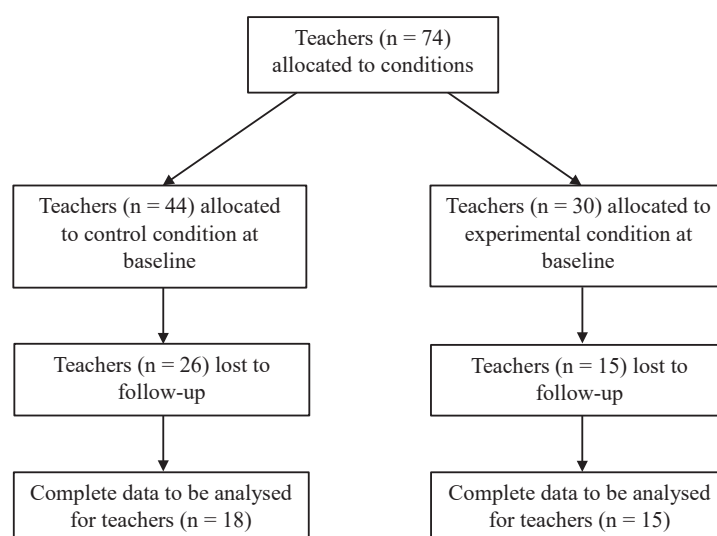 Teachers (n = 74)
allocated to conditions
Teachers (n = 44) allocated
to control condition at
baseline
Teachers (n = 30) allocated to
experimental condition at
baseline
Teachers (n = 26) lost to
follow-up
Teachers (n = 15) lost to
follow-up
Complete data to be analysed
for teachers (n = 18)
Complete data to be analysed
for teachers (n = 15)